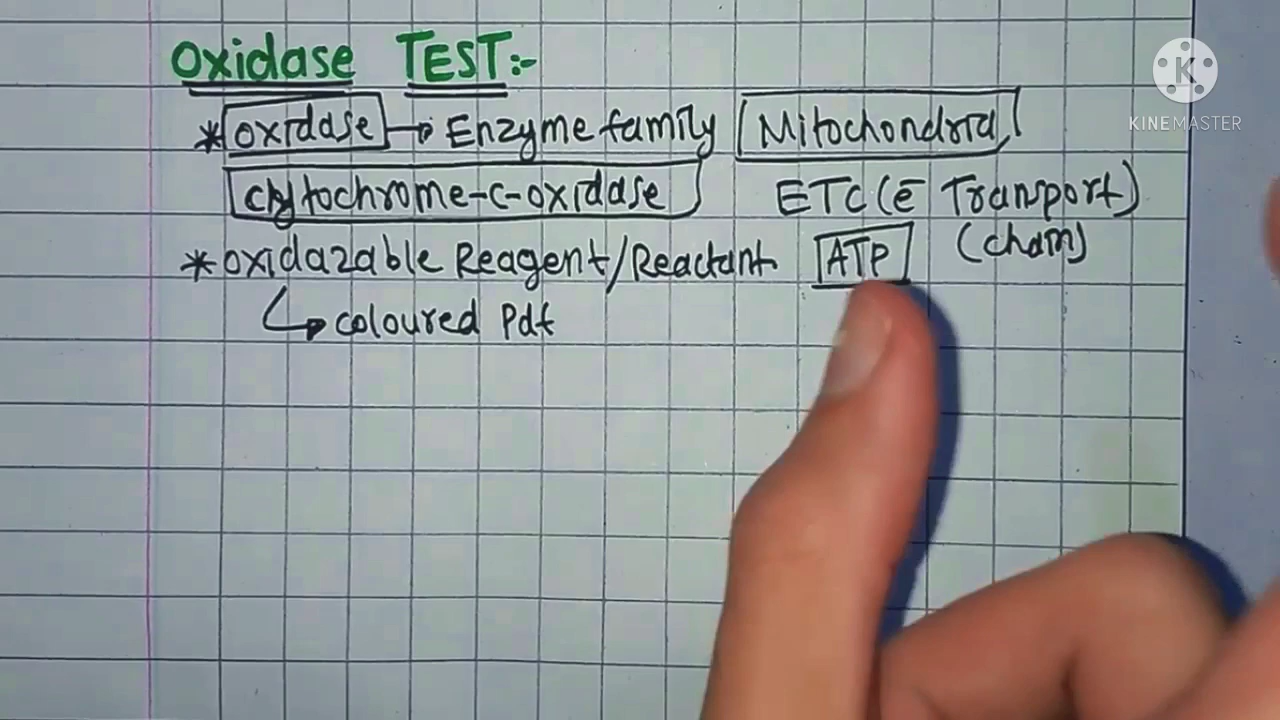 Oxidase TEST:-
* oxidase → Enzyme family Mitochondria
Cytochrome-c-oxidase ETC (ē Transport)
(chain)
* oxidazable Reagent/Reactant ATP
↳ coloured Pdt
KINEMASTER